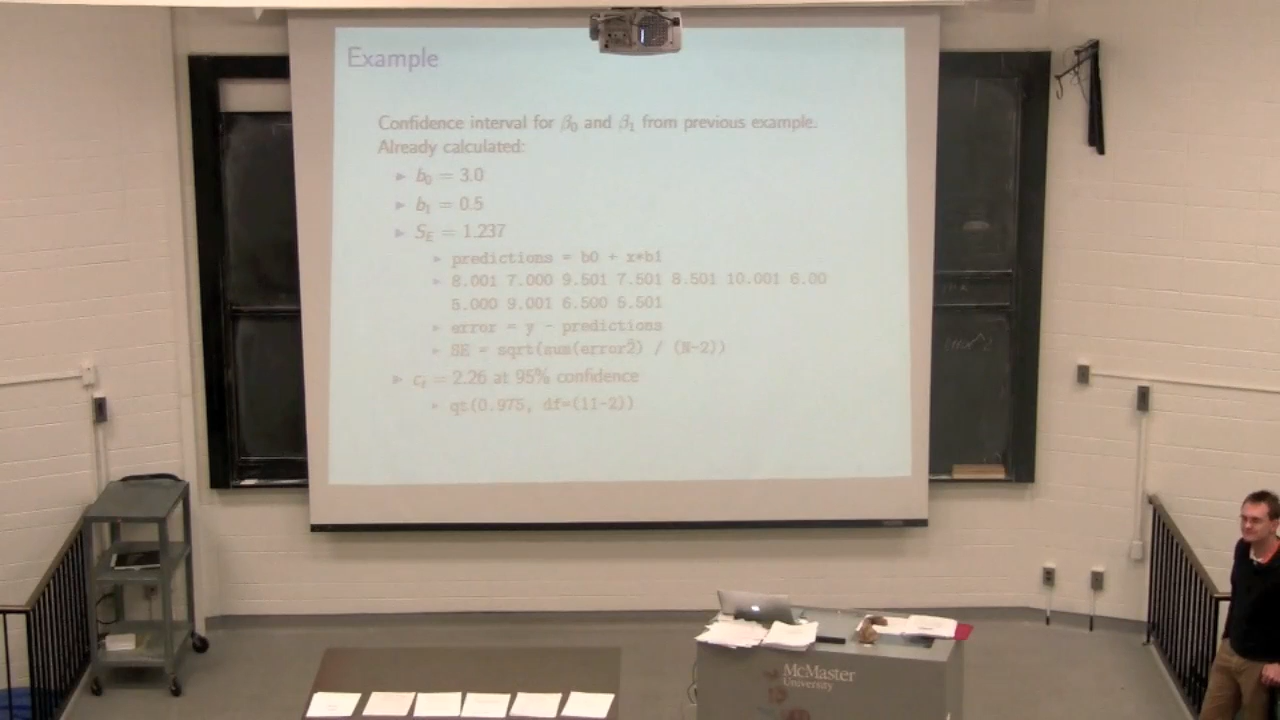 Example
Confidence interval for β₀ and β₁ from previous example.
Already calculated:
▸ b₀ = 3.0
▸ b₁ = 0.5
▸ S_E = 1.237
▸ predictions = b0 + x*b1
▸ 8.001 7.000 9.501 7.501 8.501 10.001 6.00
5.000 9.001 6.500 5.501
▸ error = y - predictions
▸ SE = sqrt(sum(error^2) / (N-2))
▸ c_t = 2.26 at 95% confidence
▸ qt(0.975, df=(11-2))
McMaster
University